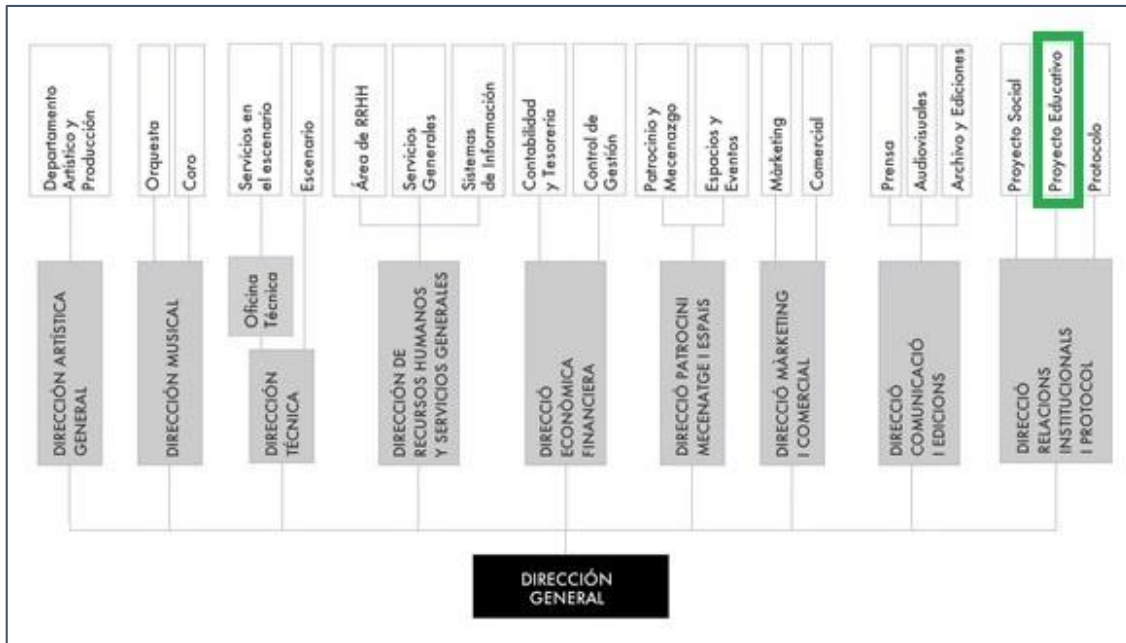 Departamento
Artístico y
Producción
Orquesta
Coro
Servicios en
el escenario
Escenario
Área de RRHH
Servicios
Generales
Sistemas
de Información
Contabilidad
y Tesorería
Control de
Gestión
Patrocinio y
Mecenazgo
Espacios y
Eventos
Màrketing
Comercial
Prensa
Audiovisuales
Archivo y Ediciones
Proyecto Social
Proyecto Educativo
Protocolo
DIRECCIÓN ARTÍSTICA
GENERAL
DIRECCIÓN MUSICAL
Oficina
Técnica
DIRECCIÓN
TÉCNICA
DIRECCIÓN DE
RECURSOS HUMANOS
Y SERVICIOS GENERALES
DIRECCIÓ
ECONÒMICA
FINANCIERA
DIRECCIÓ PATROCINI
MECENATGE I ESPAIS
DIRECCIÓ MÀRKETING
I COMERCIAL
DIRECCIÓ
COMUNICACIÓ
I EDICIONS
DIRECCIÓ
RELACIONS
INSTITUCIONALS
I PROTOCOL
DIRECCIÓN
GENERAL